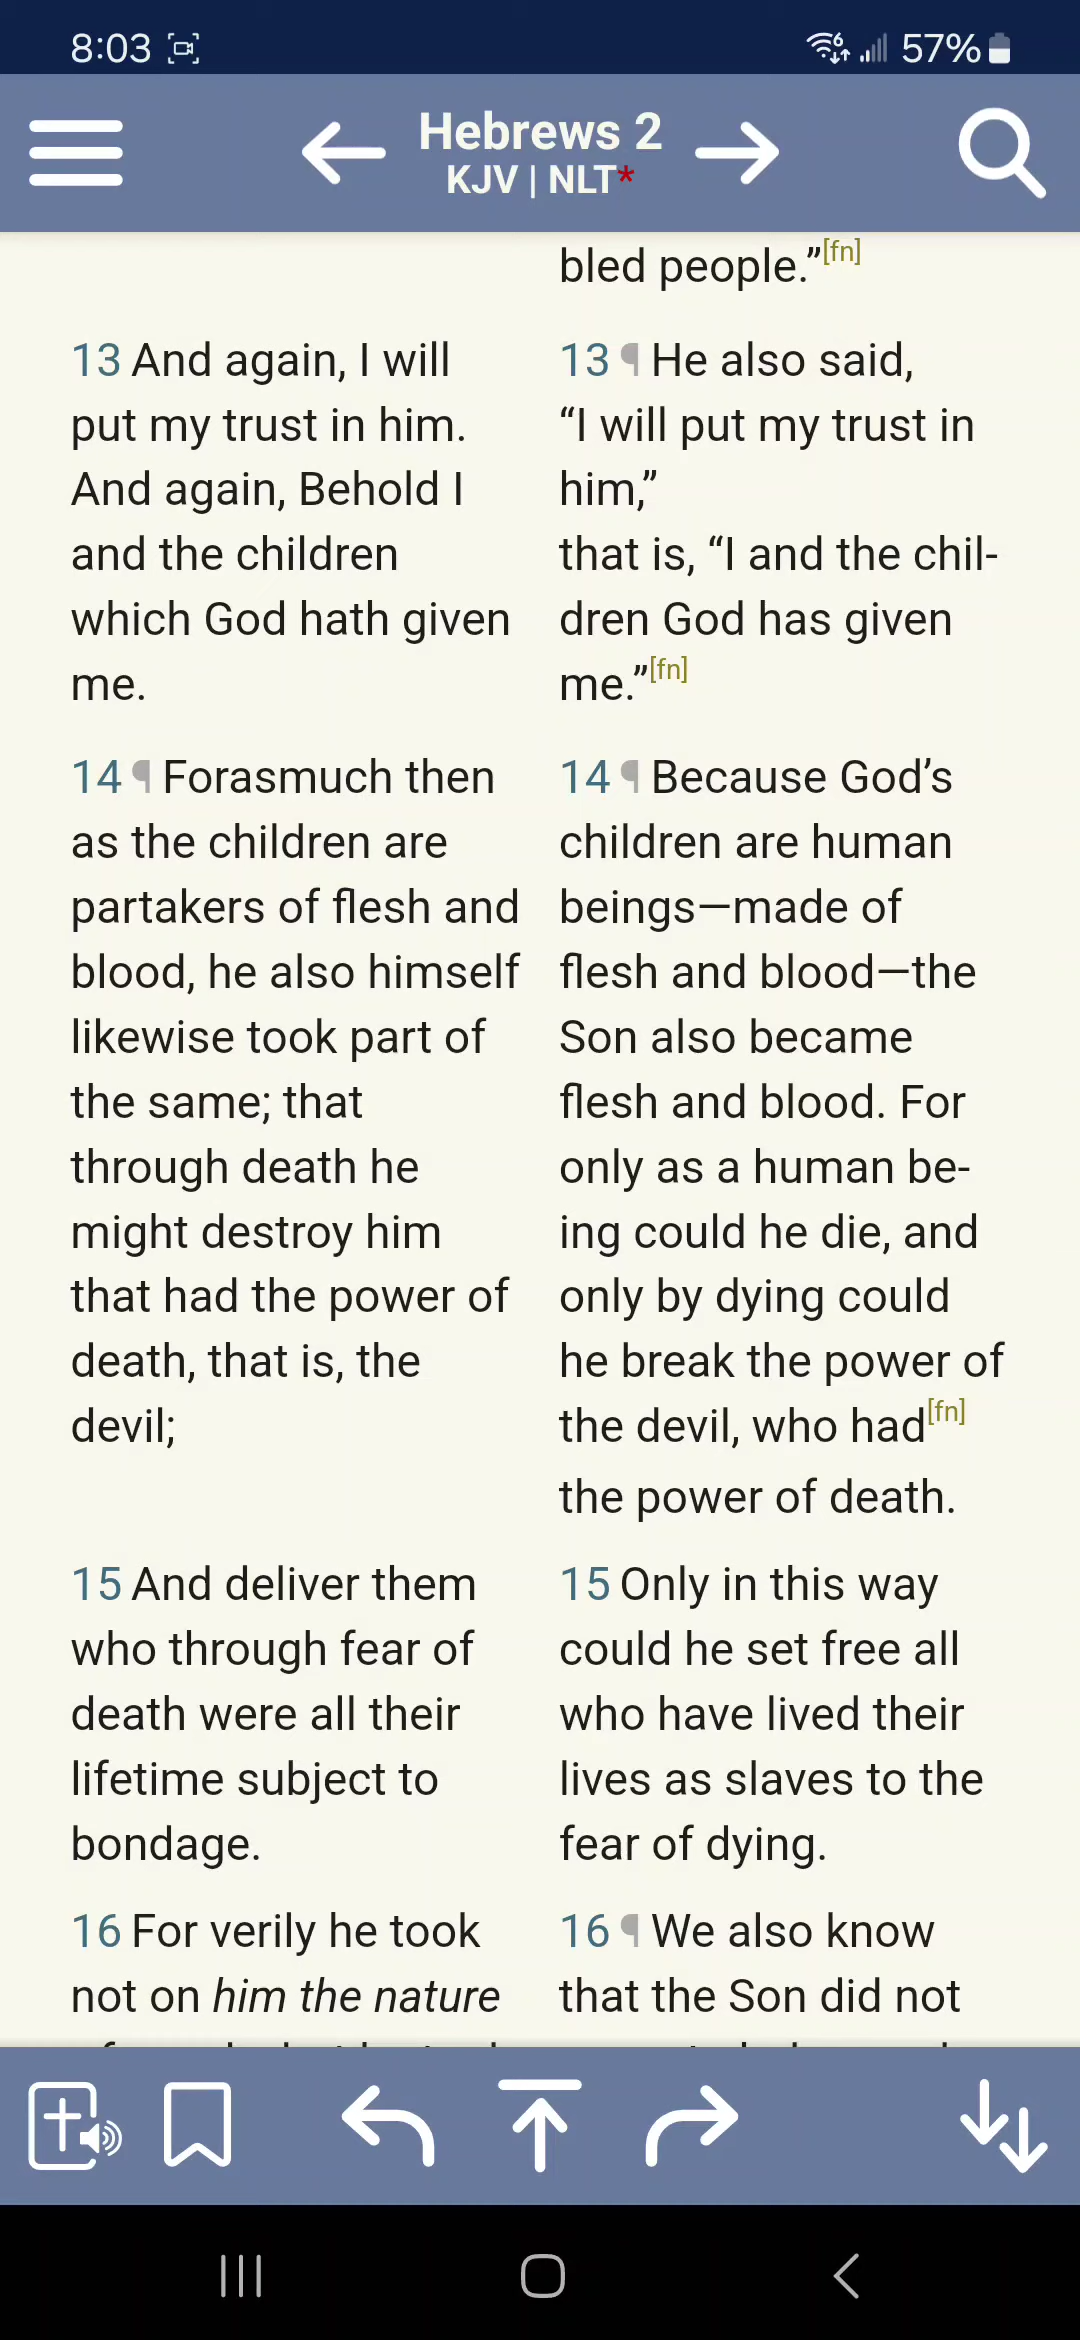 8:03
6
57%
Hebrews 2
KJV | NLT*
bled people.”[fn]
13 And again, I will
put my trust in him.
And again, Behold I
and the children
which God hath given
me.
13 ¶ He also said,
“I will put my trust in
him,”
that is, “I and the chil-
dren God has given
me.”[fn]
14 ¶ Forasmuch then
as the children are
partakers of flesh and
blood, he also himself
likewise took part of
the same; that
through death he
might destroy him
that had the power of
death, that is, the
devil;
14 ¶ Because God’s
children are human
beings—made of
flesh and blood—the
Son also became
flesh and blood. For
only as a human be-
ing could he die, and
only by dying could
he break the power of
the devil, who had[fn]
the power of death.
15 And deliver them
who through fear of
death were all their
lifetime subject to
bondage.
15 Only in this way
could he set free all
who have lived their
lives as slaves to the
fear of dying.
16 For verily he took
not on him the nature
16 ¶ We also know
that the Son did not